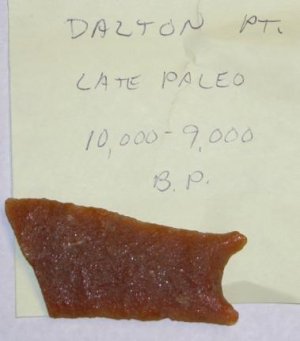 DALTON PT.
LATE PALEO
10,000-9,000
B.P.